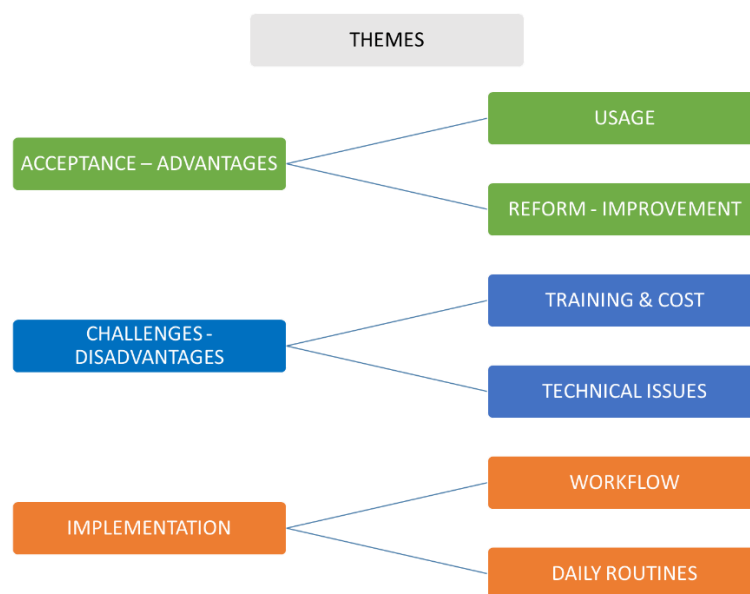 THEMES
ACCEPTANCE – ADVANTAGES
USAGE
REFORM - IMPROVEMENT
CHALLENGES -
DISADVANTAGES
TRAINING & COST
TECHNICAL ISSUES
IMPLEMENTATION
WORKFLOW
DAILY ROUTINES